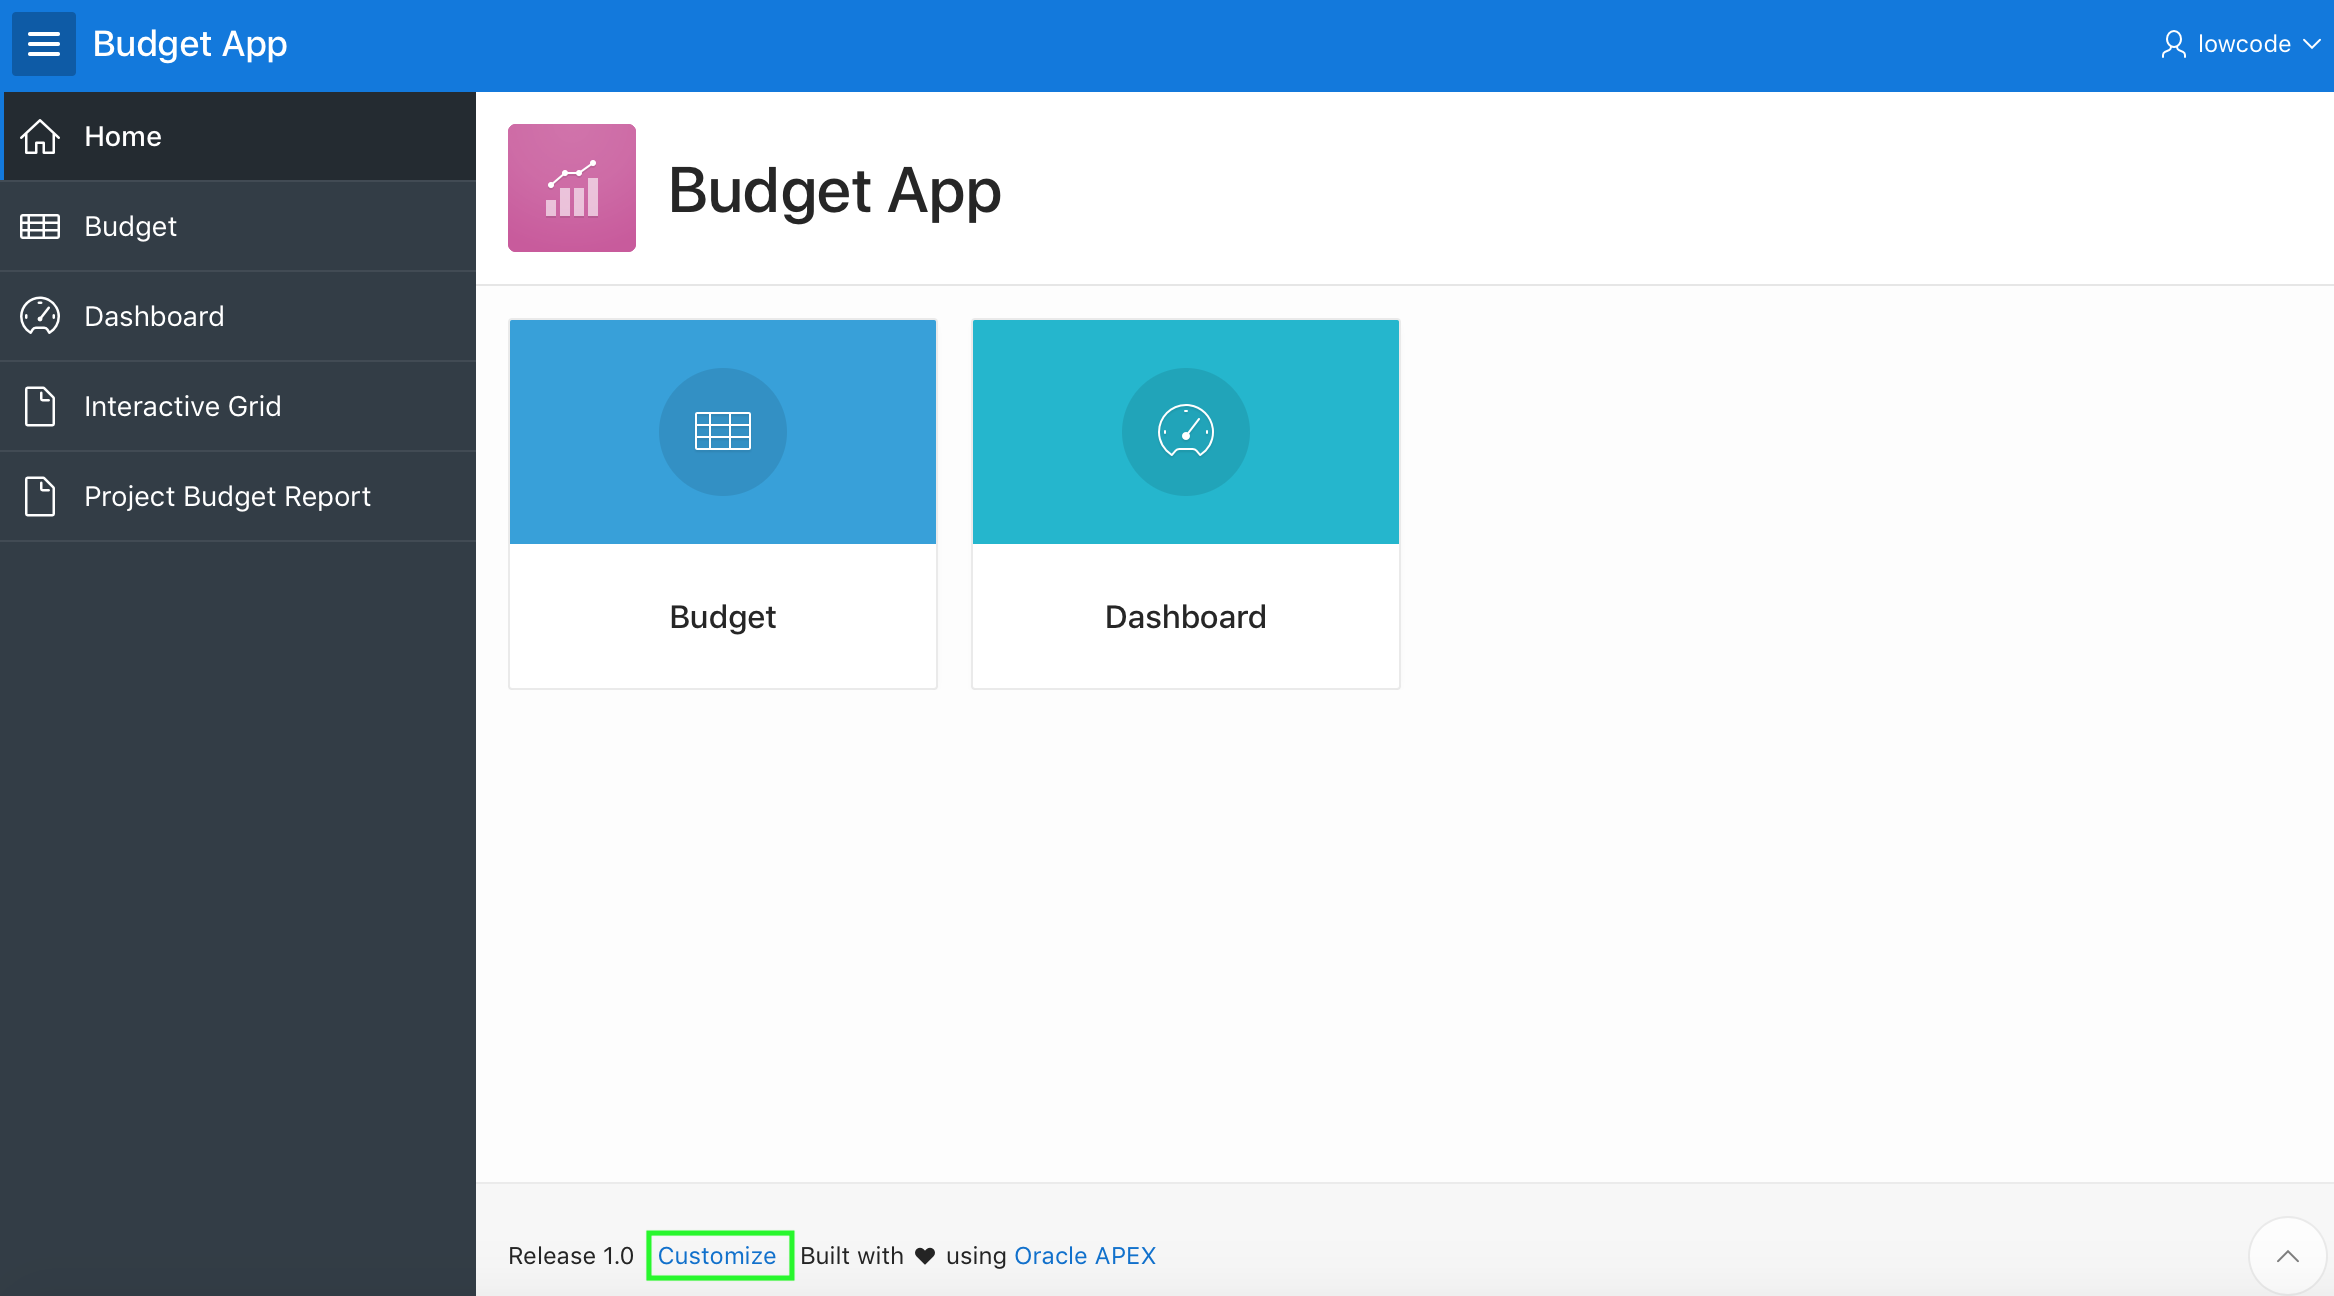 Budget App
lowcode
Home
Budget
Dashboard
Interactive Grid
Project Budget Report
Budget App
Budget
Dashboard
Release 1.0 Customize Built with ♥ using Oracle APEX